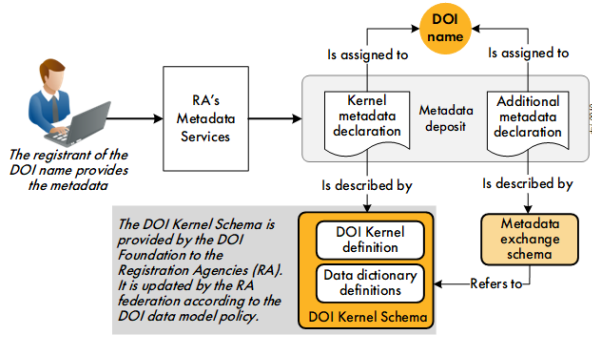 DOI
name
Is assigned to
Is assigned to
RA's
Metadata
Services
Kernel
metadata
declaration
Metadata
deposit
Additional
metadata
declaration
The registrant of the
DOI name provides
the metadata
Is described by
Is described by
The DOI Kernel Schema is
provided by the DOI
Foundation to the
Registration Agencies (RA).
It is updated by the RA
federation according to the
DOI data model policy.
DOI Kernel
definition
Data dictionary
definitions
DOI Kernel Schema
Metadata
exchange
schema
Refers to